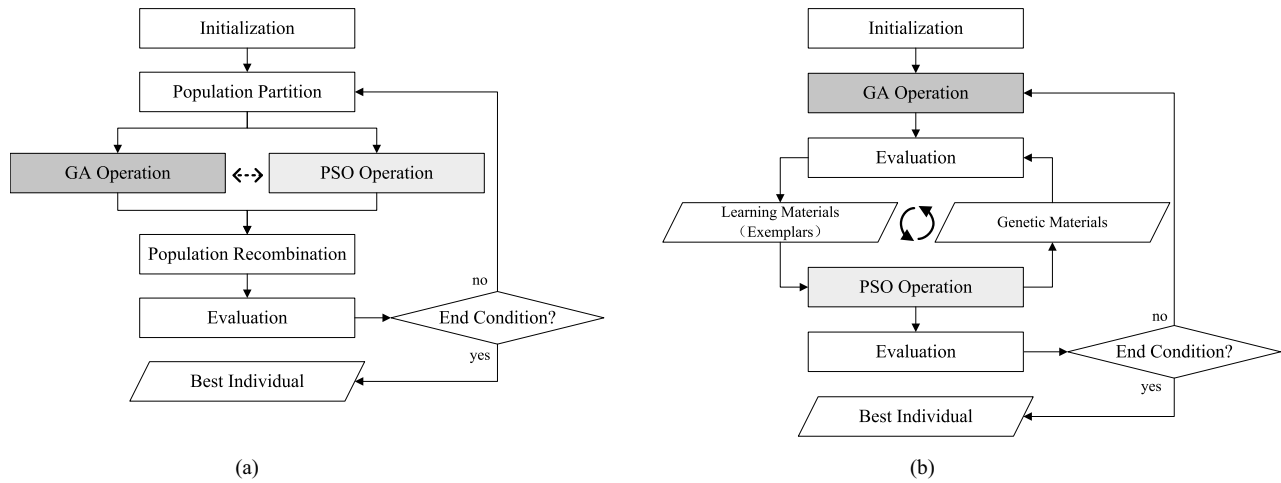 Initialization
Population Partition
GA Operation
PSO Operation
Population Recombination
no
Evaluation
End Condition?
yes
Best Individual
(a)
Initialization
GA Operation
Evaluation
Learning Materials
（Exemplars）
Genetic Materials
PSO Operation
no
Evaluation
End Condition?
yes
Best Individual
(b)